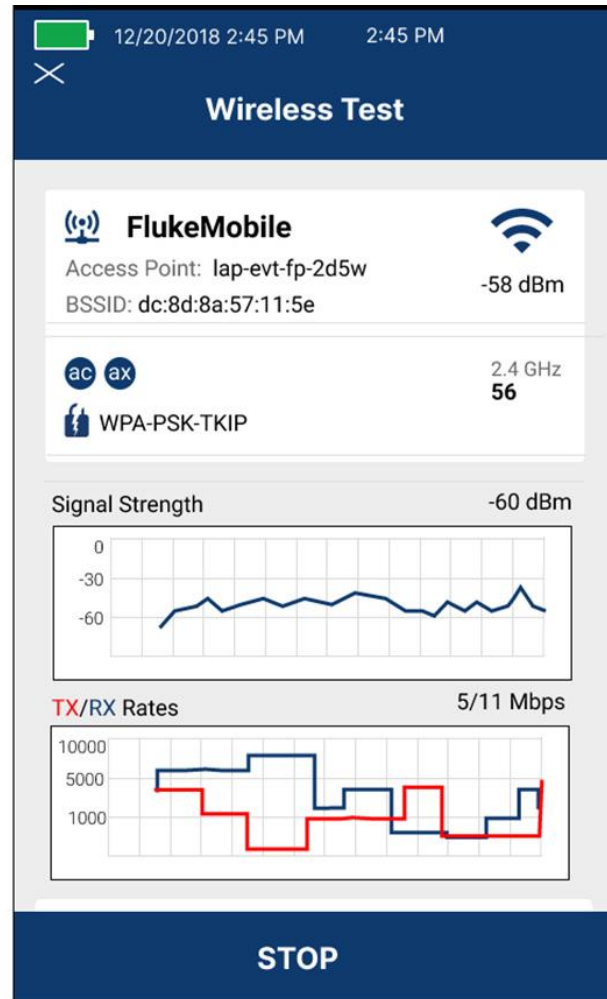 12/20/2018 2:45 PM 2:45 PM
Wireless Test
FlukeMobile
Access Point: lap-evt-fp-2d5w
-58 dBm
BSSID: dc:8d:8a:57:11:5e
ac ax
2.4 GHz
56
WPA-PSK-TKIP
Signal Strength -60 dBm
0
-30
-60
TX/RX Rates 5/11 Mbps
10000
5000
1000
STOP